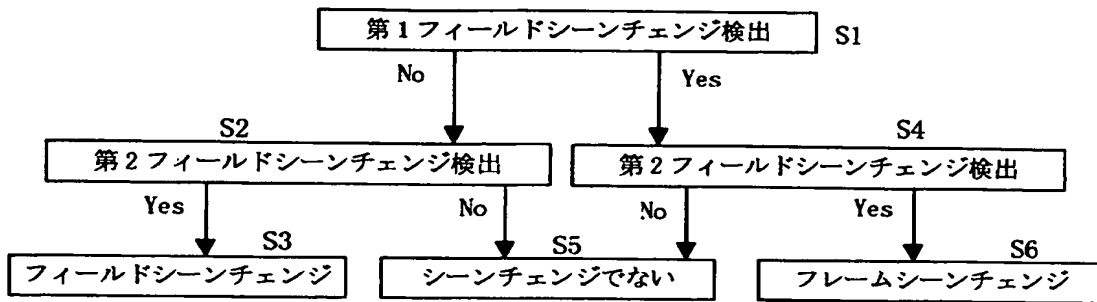 第1フィールドシーンチェンジ検出 S1
No Yes
S2 S4
第2フィールドシーンチェンジ検出 第2フィールドシーンチェンジ検出
Yes No No Yes
S3 S5 S6
フィールドシーンチェンジ シーンチェンジでない フレームシーンチェンジ